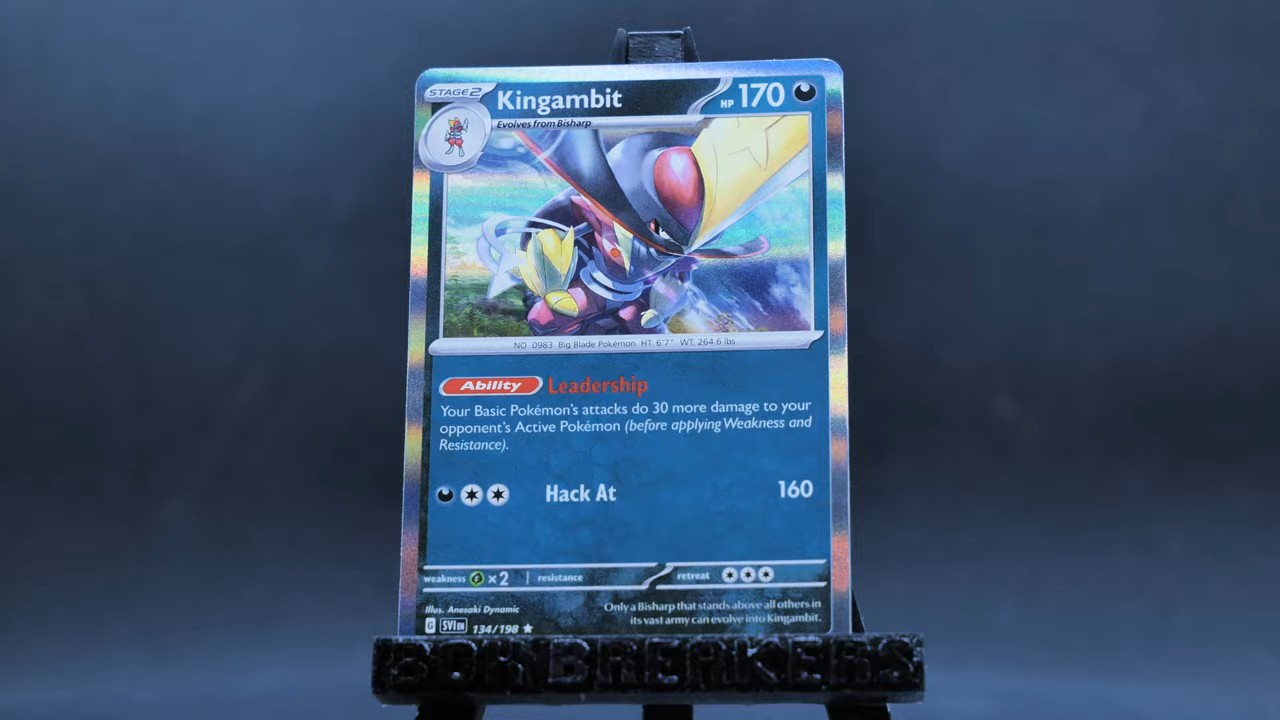 STAGE2
Kingambit
HP 170
Evolves from Bisharp
NO. 0983 Big Blade Pokémon HT. 6'7" WT. 264.6 lbs
Ability Leadership
Your Basic Pokémon's attacks do 30 more damage to your
opponent's Active Pokémon (before applying Weakness and
Resistance).
Hack At 160
weakness ×2 resistance retreat
Illus. Anesaki Dynamic
Only a Bisharp that stands above all others in
its vast army can evolve into Kingambit.
G SVI EN 134/198
BOXBREAKERS